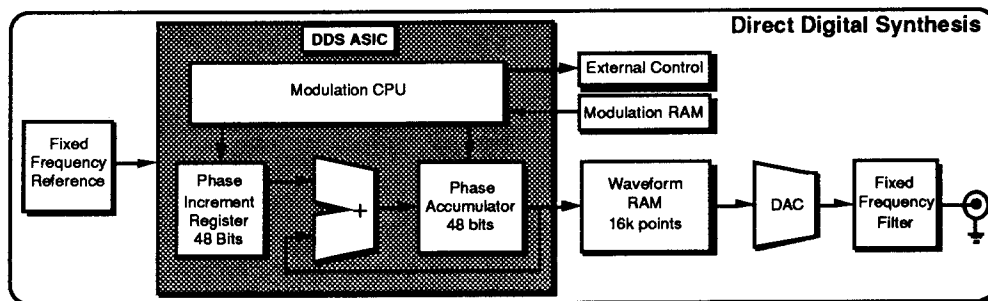 Direct Digital Synthesis
DDS ASIC
Modulation CPU
External Control
Modulation RAM
Fixed
Frequency
Reference
Phase
Increment
Register
48 Bits
+
Phase
Accumulator
48 bits
Waveform
RAM
16k points
DAC
Fixed
Frequency
Filter